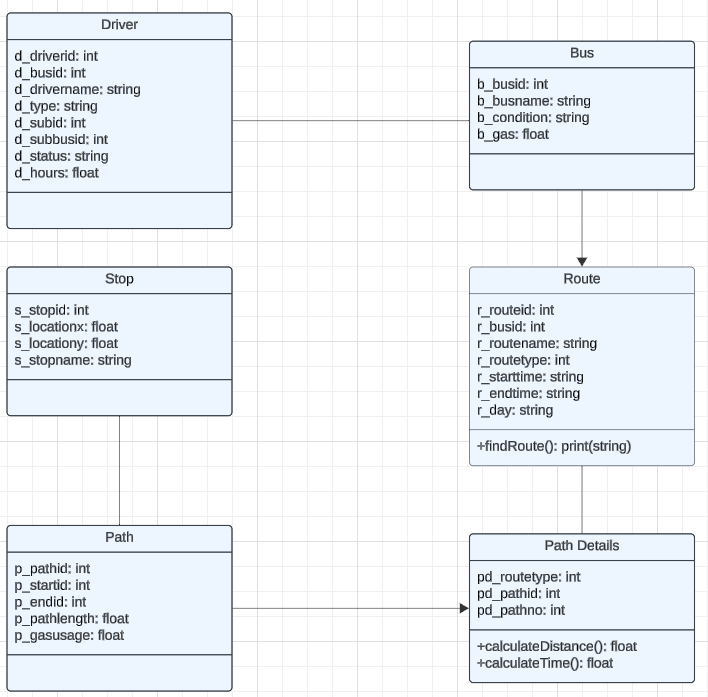 Driver
d_driverid: int
d_busid: int
d_drivername: string
d_type: string
d_subid: int
d_subbusid: int
d_status: string
d_hours: float
Bus
b_busid: int
b_busname: string
b_condition: string
b_gas: float
Stop
s_stopid: int
s_locationx: float
s_locationy: float
s_stopname: string
Route
r_routeid: int
r_busid: int
r_routename: string
r_routetype: int
r_starttime: string
r_endtime: string
r_day: string
+findRoute(): print(string)
Path
p_pathid: int
p_startid: int
p_endid: int
p_pathlength: float
p_gasusage: float
Path Details
pd_routetype: int
pd_pathid: int
pd_pathno: int
+calculateDistance(): float
+calculateTime(): float